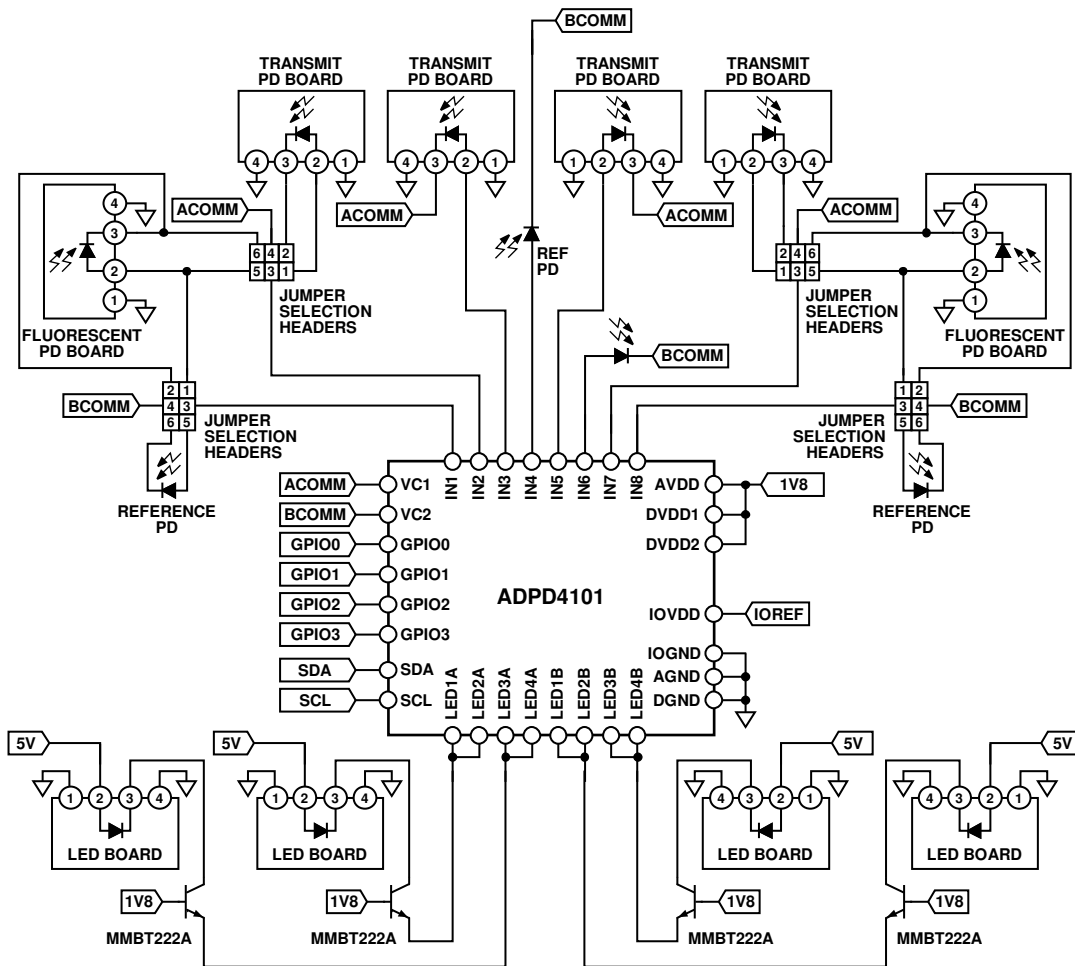 BCOMM
TRANSMIT
PD BOARD
TRANSMIT
PD BOARD
TRANSMIT
PD BOARD
TRANSMIT
PD BOARD
4 3 2 1
4 3 2 1
1 2 3 4
1 2 3 4
ACOMM
ACOMM
ACOMM
ACOMM
4
3
2
1
FLUORESCENT
PD BOARD
6 4 2
5 3 1
JUMPER
SELECTION
HEADERS
REF
PD
BCOMM
2 4 6
1 3 5
JUMPER
SELECTION
HEADERS
4
3
2
1
FLUORESCENT
PD BOARD
BCOMM
2 1
4 3
6 5
JUMPER
SELECTION
HEADERS
REFERENCE
PD
1 2
3 4
5 6
BCOMM
JUMPER
SELECTION
HEADERS
REFERENCE
PD
IN1
IN2
IN3
IN4
IN5
IN6
IN7
IN8
ACOMM VC1
BCOMM VC2
GPIO0 GPIO0
GPIO1 GPIO1
GPIO2 GPIO2
GPIO3 GPIO3
SDA SDA
SCL SCL
ADPD4101
AVDD 1V8
DVDD1
DVDD2
IOVDD IOREF
IOGND
AGND
DGND
LED1A
LED2A
LED3A
LED4A
LED1B
LED2B
LED3B
LED4B
5V
1 2 3 4
LED BOARD
1V8
MMBT222A
5V
1 2 3 4
LED BOARD
1V8
MMBT222A
5V
4 3 2 1
LED BOARD
1V8
MMBT222A
5V
4 3 2 1
LED BOARD
1V8
MMBT222A